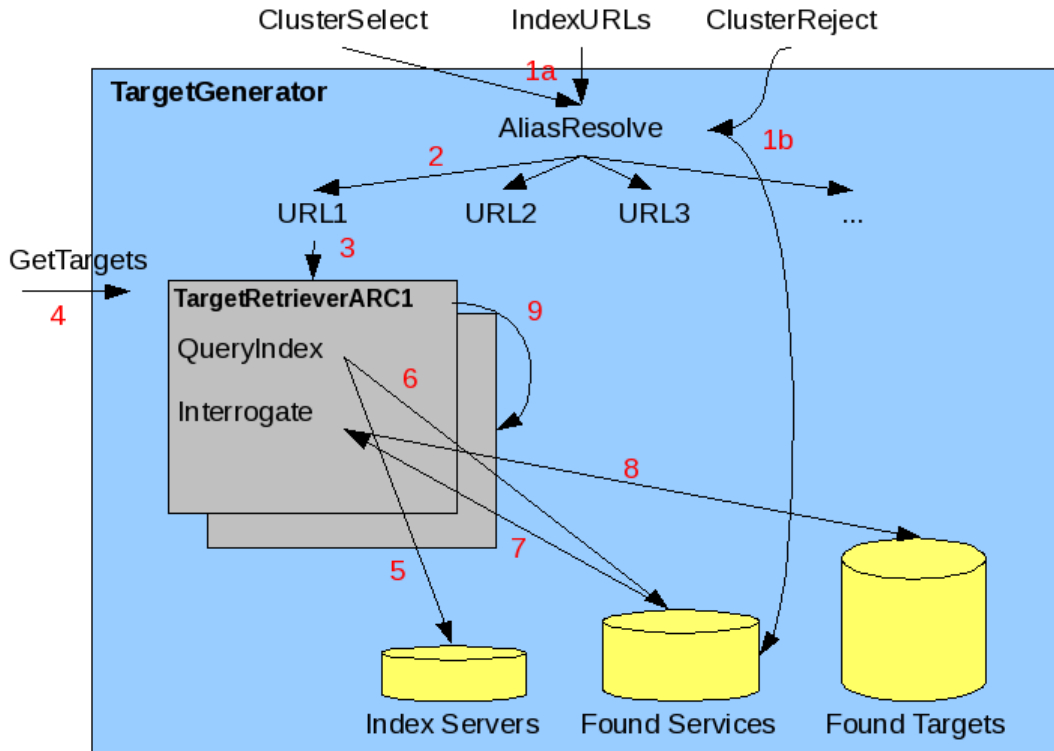 ClusterSelect
IndexURLs
ClusterReject
1a
TargetGenerator
AliasResolve
1b
2
URL1
URL2
URL3
...
3
GetTargets
4
TargetRetrieverARC1
9
QueryIndex
6
Interrogate
8
7
5
Index Servers
Found Services
Found Targets